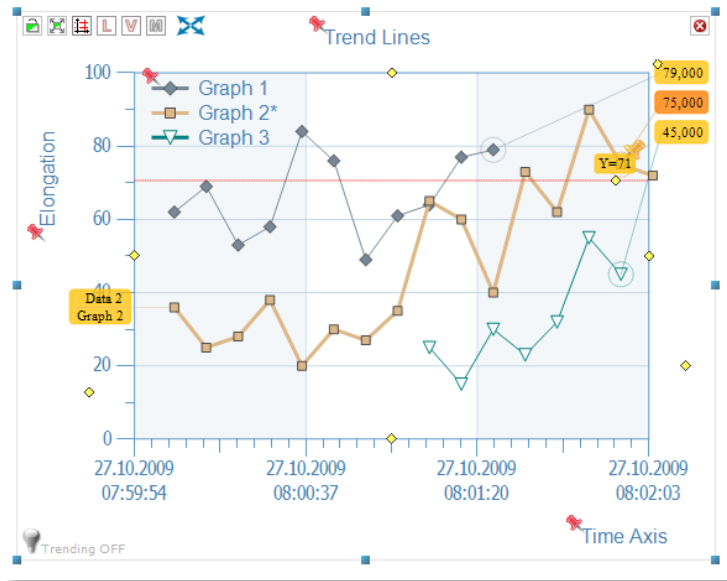 L V M
Trend Lines
79,000
75,000
45,000
100
80
60
40
20
0
Elongation
Graph 1
Graph 2*
Graph 3
Y=71
Data 2
Graph 2
27.10.2009 27.10.2009 27.10.2009 27.10.2009
07:59:54 08:00:37 08:01:20 08:02:03
Time Axis
Trending OFF